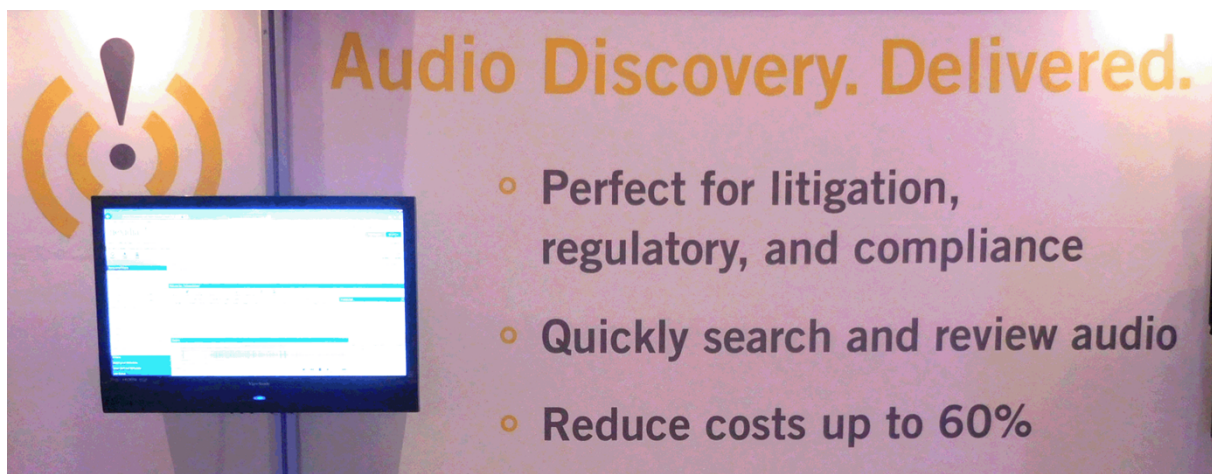 Audio Discovery. Delivered.
Perfect for litigation,
regulatory, and compliance
Quickly search and review audio
Reduce costs up to 60%